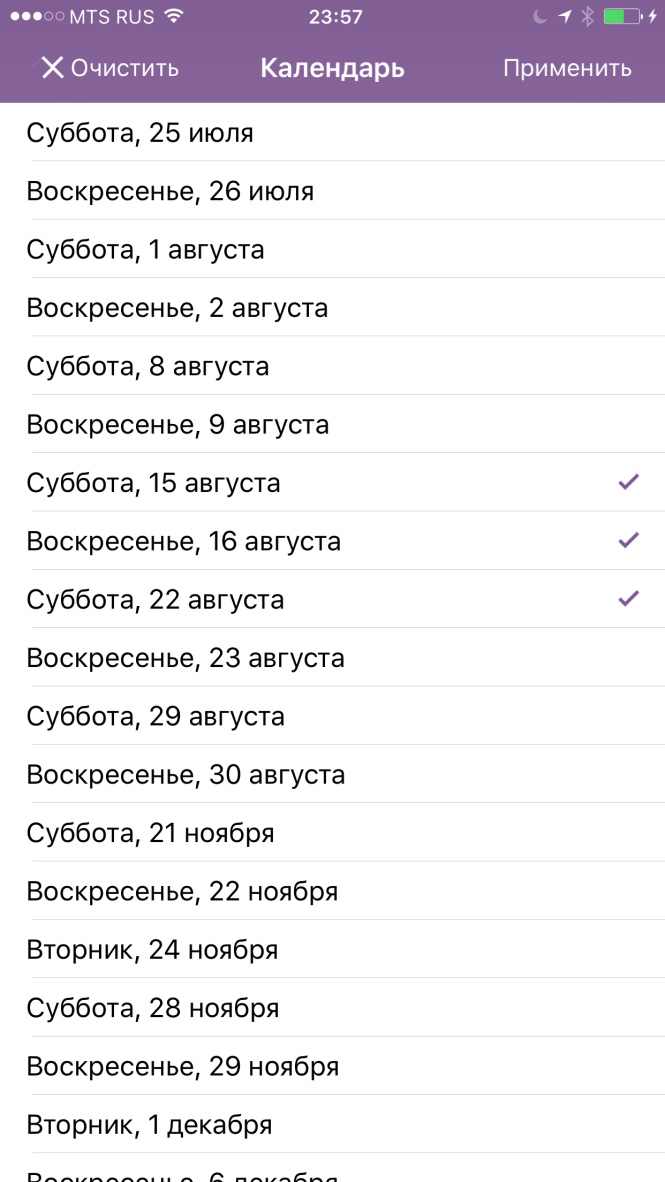 MTS RUS 23:57
Очистить Календарь Применить
Суббота, 25 июля
Воскресенье, 26 июля
Суббота, 1 августа
Воскресенье, 2 августа
Суббота, 8 августа
Воскресенье, 9 августа
Суббота, 15 августа
Воскресенье, 16 августа
Суббота, 22 августа
Воскресенье, 23 августа
Суббота, 29 августа
Воскресенье, 30 августа
Суббота, 21 ноября
Воскресенье, 22 ноября
Вторник, 24 ноября
Суббота, 28 ноября
Воскресенье, 29 ноября
Вторник, 1 декабря
Воскресенье, 6 декабря